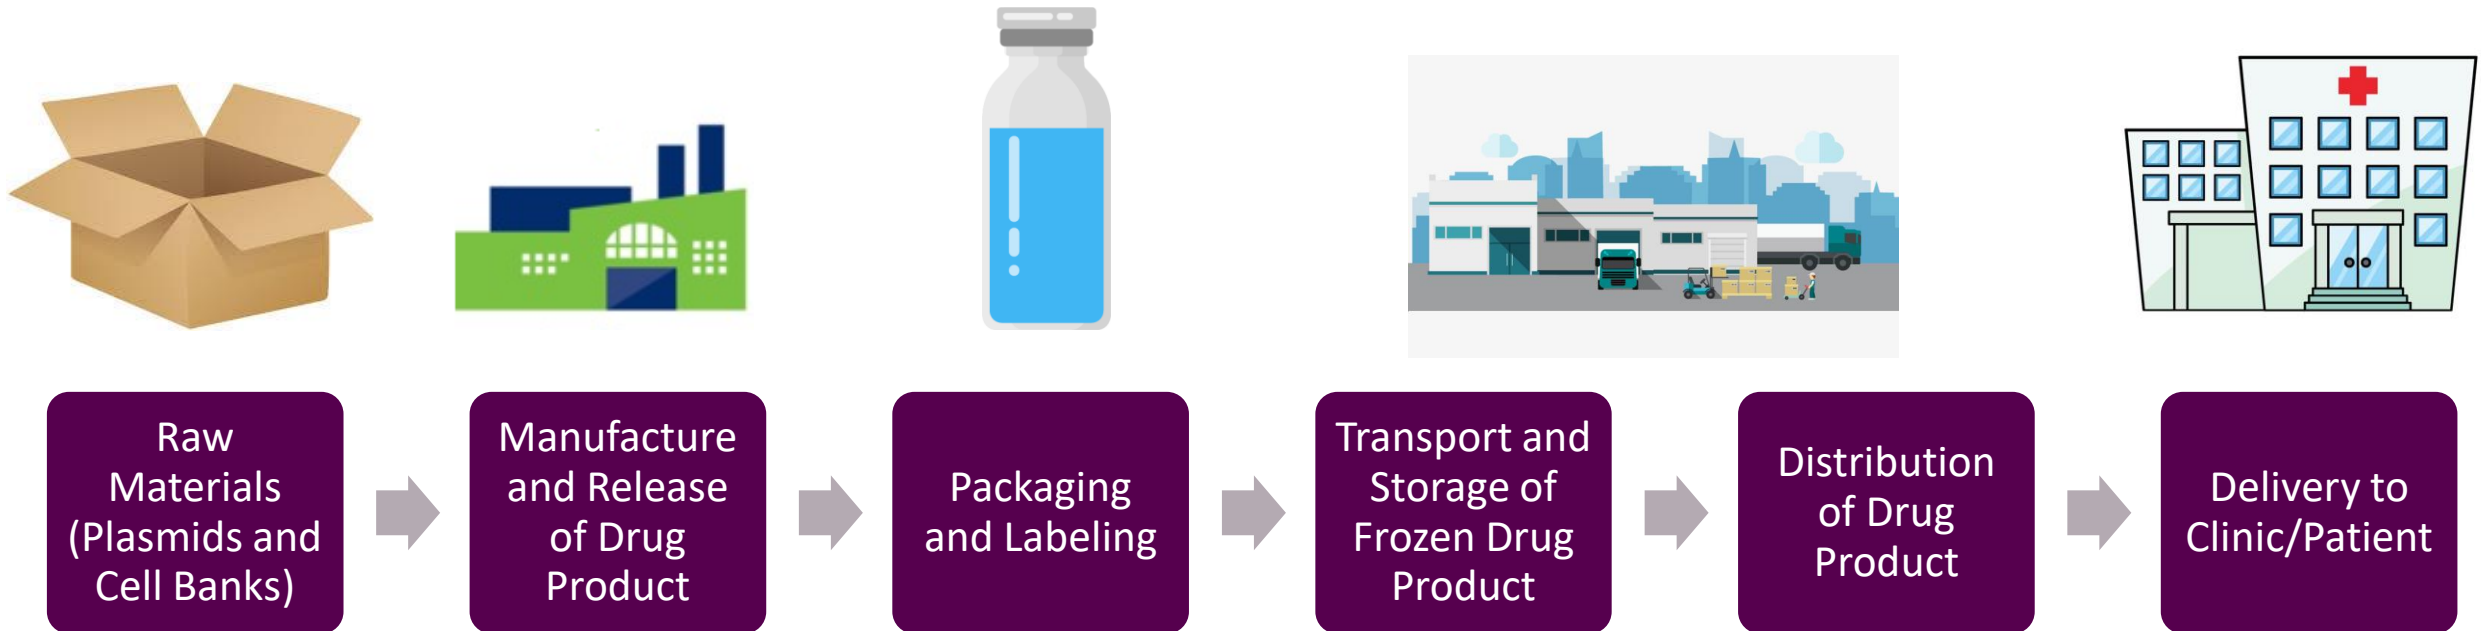 Raw
Materials
(Plasmids and
Cell Banks)
Manufacture
and Release
of Drug
Product
Packaging
and Labeling
Transport and
Storage of
Frozen Drug
Product
Distribution
of Drug
Product
Delivery to
Clinic/Patient